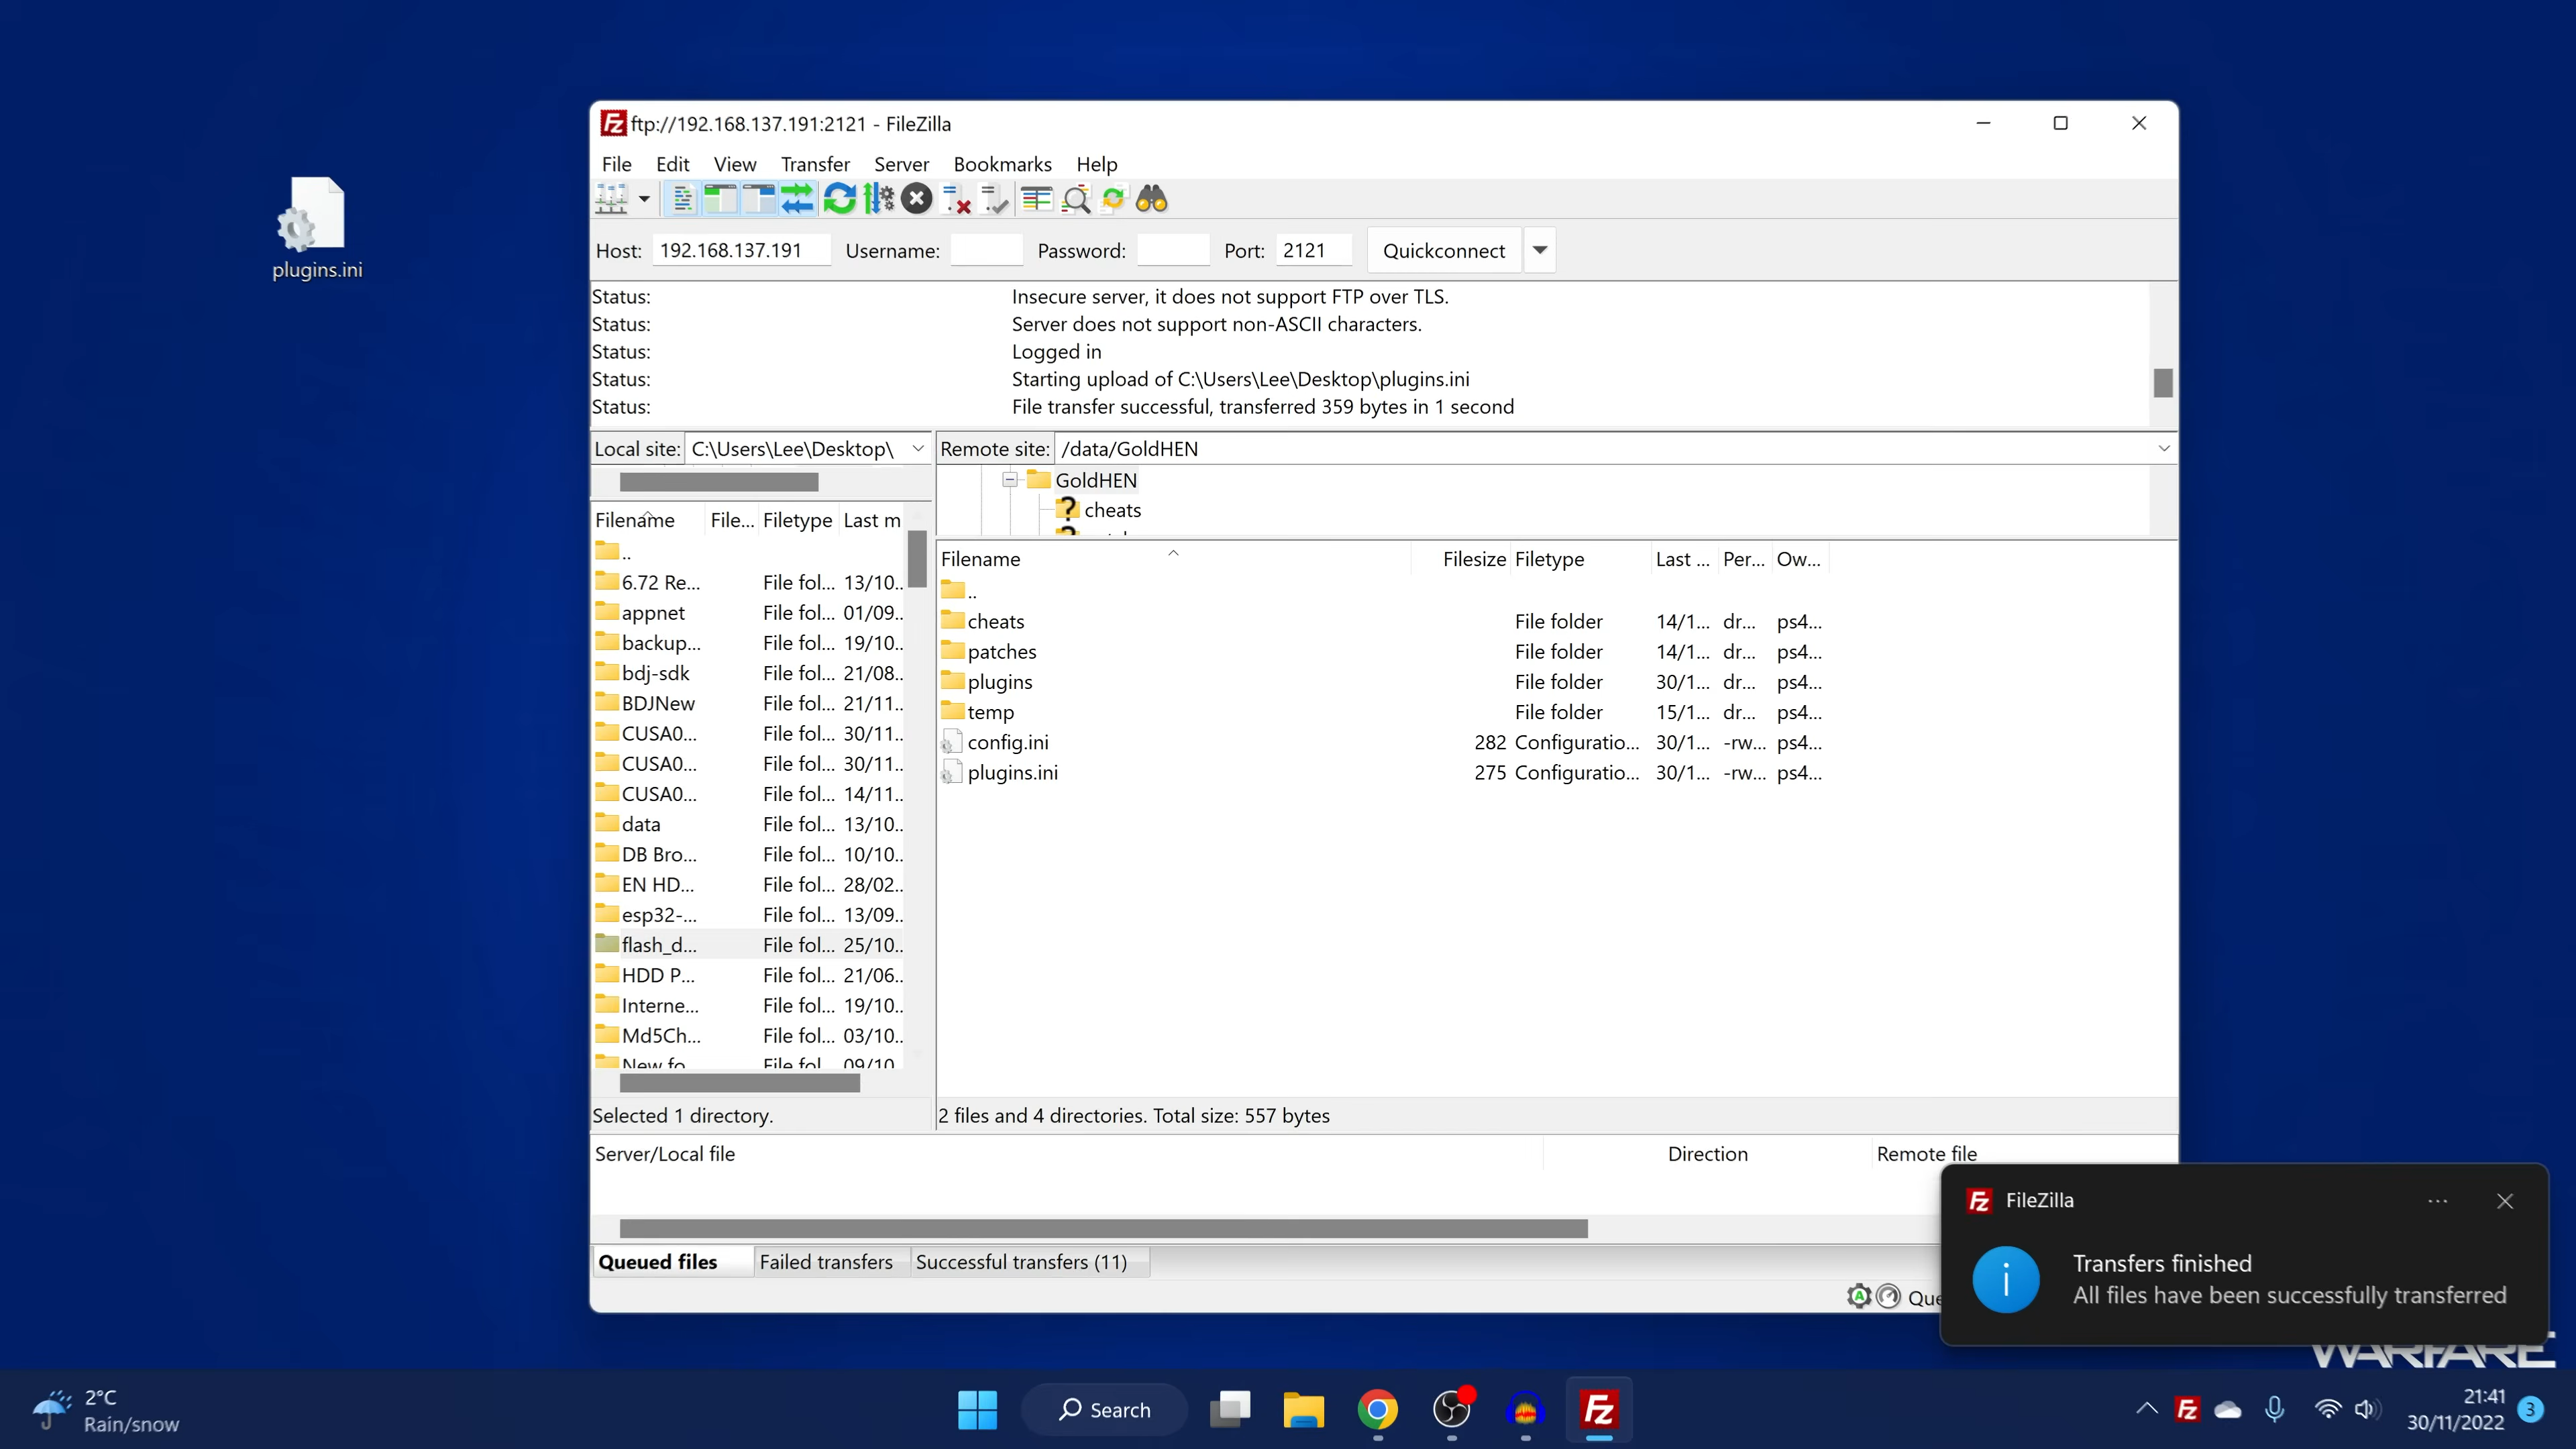 plugins.ini
ftp://192.168.137.191:2121 - FileZilla
File Edit View Transfer Server Bookmarks Help
Host: 192.168.137.191 Username: Password: Port: 2121 Quickconnect
Status: Insecure server, it does not support FTP over TLS.
Status: Server does not support non-ASCII characters.
Status: Logged in
Status: Starting upload of C:\Users\Lee\Desktop\plugins.ini
Status: File transfer successful, transferred 359 bytes in 1 second
Local site: C:\Users\Lee\Desktop\
Filename File... Filetype Last m
..
6.72 Re... File fol... 13/10..
appnet File fol... 01/09..
backup... File fol... 19/10..
bdj-sdk File fol... 21/08..
BDJNew File fol... 21/11..
CUSA0... File fol... 30/11..
CUSA0... File fol... 30/11..
CUSA0... File fol... 14/11..
data File fol... 13/10..
DB Bro... File fol... 10/10..
EN HD... File fol... 28/02..
esp32-... File fol... 13/09..
flash_d... File fol... 25/10..
HDD P... File fol... 21/06..
Interne... File fol... 19/10..
Md5Ch... File fol... 03/10..
New fo File fol 09/10
Selected 1 directory.
Remote site: /data/GoldHEN
GoldHEN
cheats
Filename Filesize Filetype Last ... Per... Ow...
..
cheats File folder 14/1... dr... ps4...
patches File folder 14/1... dr... ps4...
plugins File folder 30/1... dr... ps4...
temp File folder 15/1... dr... ps4...
config.ini 282 Configuratio... 30/1... -rw... ps4...
plugins.ini 275 Configuratio... 30/1... -rw... ps4...
2 files and 4 directories. Total size: 557 bytes
Server/Local file Direction Remote file
Queued files Failed transfers Successful transfers (11)
Que
FileZilla
Transfers finished
All files have been successfully transferred
WARFARE
2°C
Rain/snow
Search
21:41
30/11/2022
3